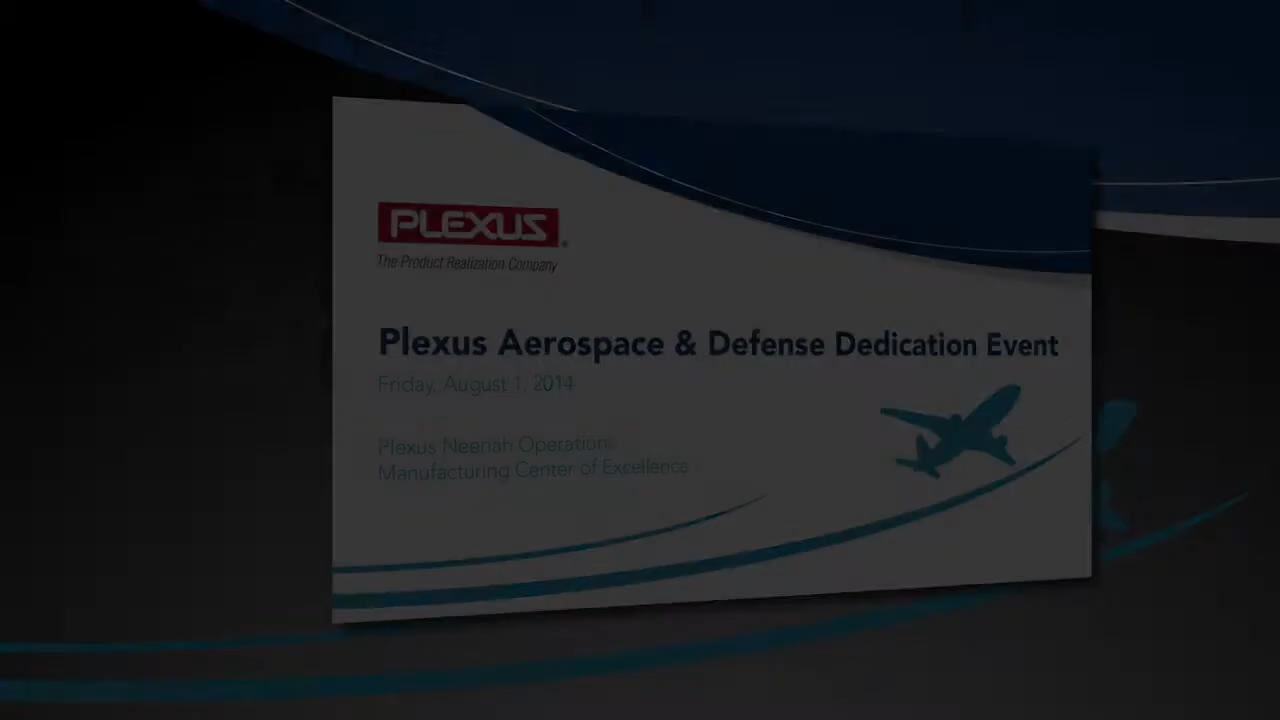 PLEXUS®
The Product Realization Company
Plexus Aerospace & Defense Dedication Event
Friday, August 1, 2014
Plexus Neenah Operations
Manufacturing Center of Excellence